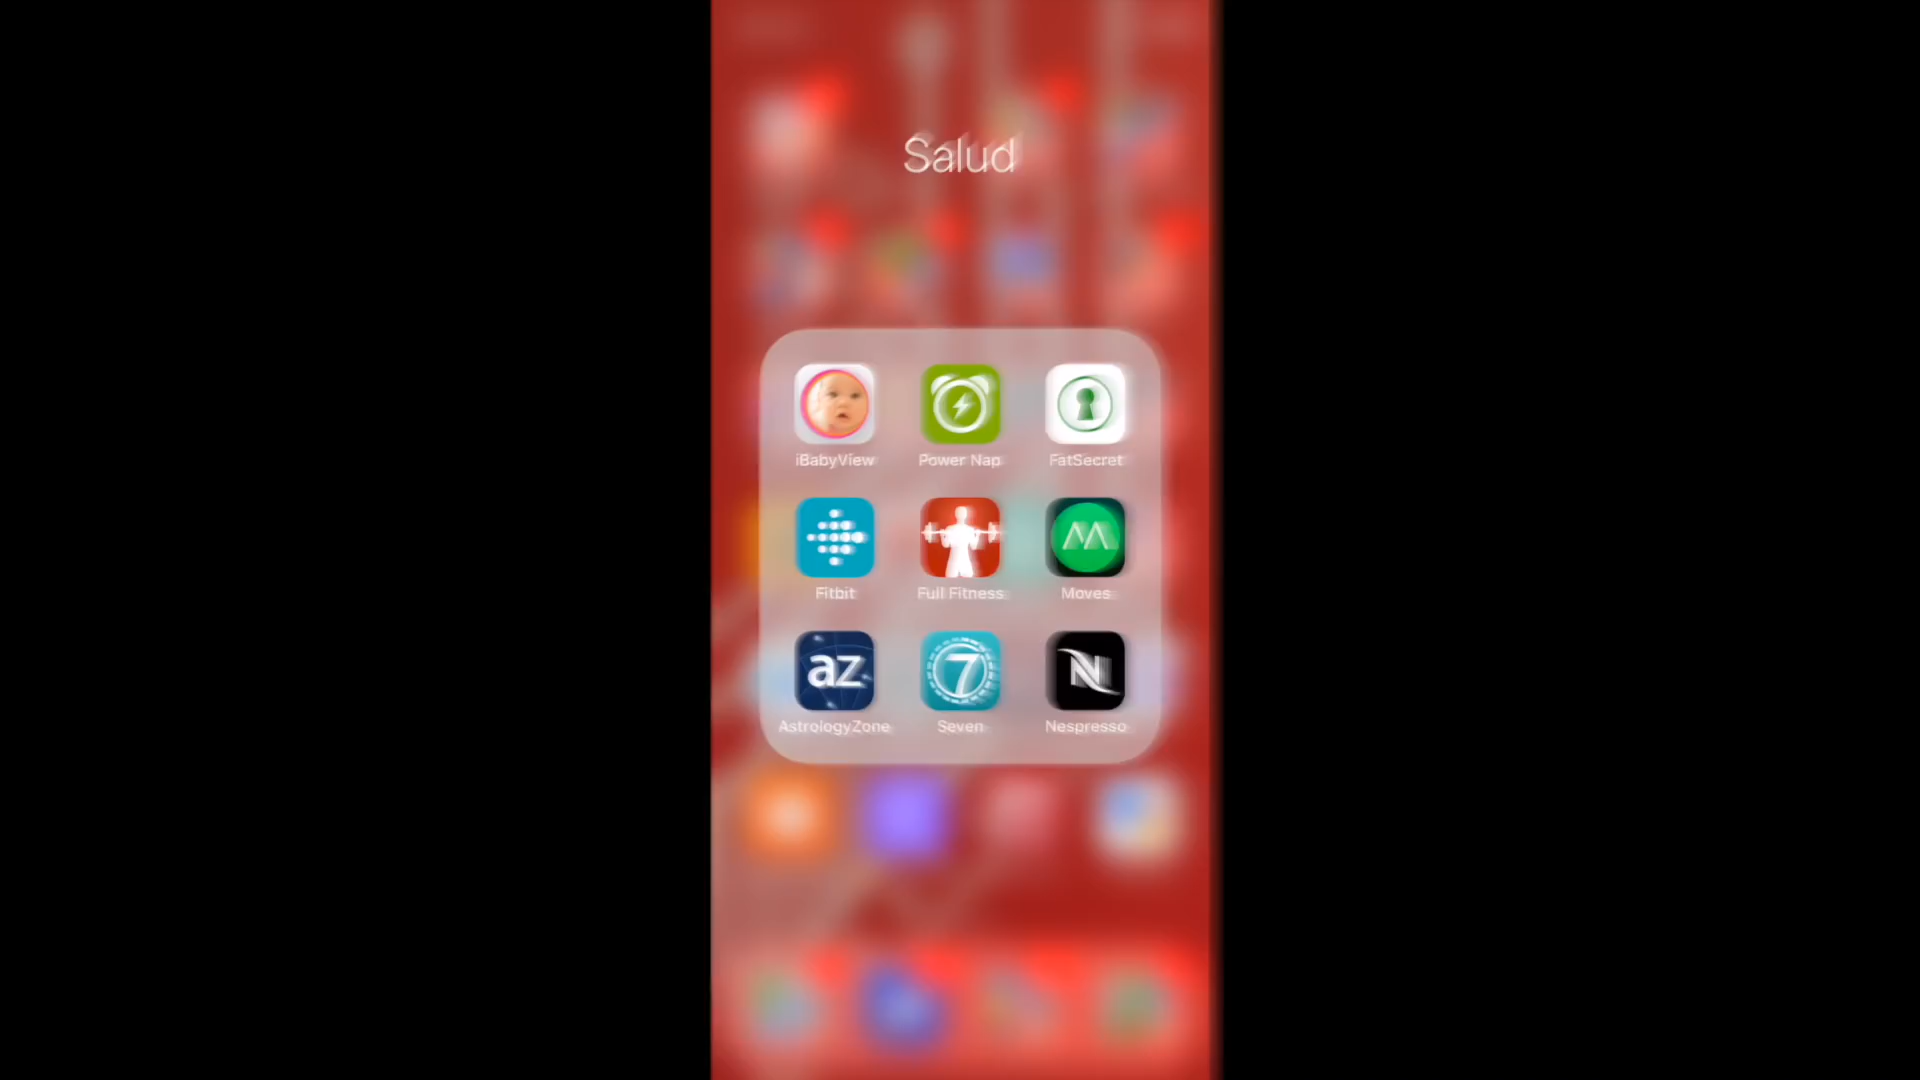 Salud
iBabyView Power Nap FatSecret
Fitbit Full Fitness Moves
az 7 N
AstrologyZone Seven Nespresso